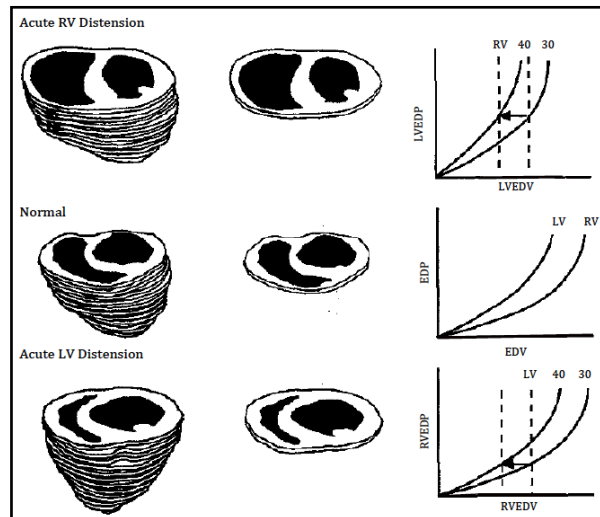 Acute RV Distension
RV 40 30
LVEDP
LVEDV
Normal
LV RV
EDP
EDV
Acute LV Distension
LV 40 30
RVEDP
RVEDV